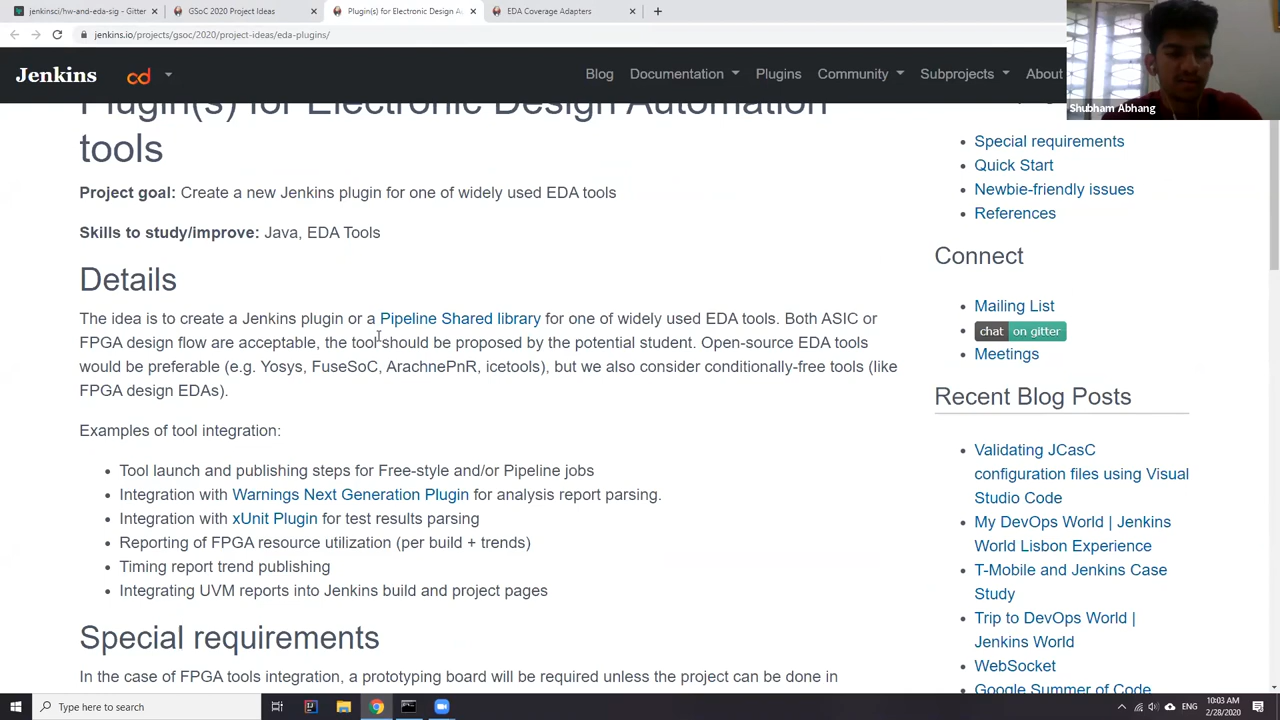 jenkinsci/hw-and-eda-sig - Gitter
GSoC 2020 Project Ideas
Plugin(s) for Electronic Design A
EDA Coverage Adapters
jenkins.io/projects/gsoc/2020/project-ideas/eda-plugins/
Jenkins
cd
Blog
Documentation
Plugins
Community
Subprojects
About
Shubham Abhang
Plugin(s) for Electronic Design Automation
tools
Project goal: Create a new Jenkins plugin for one of widely used EDA tools
Skills to study/improve: Java, EDA Tools
Details
The idea is to create a Jenkins plugin or a Pipeline Shared library for one of widely used EDA tools. Both ASIC or
FPGA design flow are acceptable, the tool should be proposed by the potential student. Open-source EDA tools
would be preferable (e.g. Yosys, FuseSoC, ArachnePnR, icetools), but we also consider conditionally-free tools (like
FPGA design EDAs).
Examples of tool integration:
Tool launch and publishing steps for Free-style and/or Pipeline jobs
Integration with Warnings Next Generation Plugin for analysis report parsing.
Integration with xUnit Plugin for test results parsing
Reporting of FPGA resource utilization (per build + trends)
Timing report trend publishing
Integrating UVM reports into Jenkins build and project pages
Special requirements
In the case of FPGA tools integration, a prototyping board will be required unless the project can be done in
Special requirements
Quick Start
Newbie-friendly issues
References
Connect
Mailing List
chat on gitter
Meetings
Recent Blog Posts
Validating JCasC
configuration files using Visual
Studio Code
My DevOps World | Jenkins
World Lisbon Experience
T-Mobile and Jenkins Case
Study
Trip to DevOps World |
Jenkins World
WebSocket
Google Summer of Code
Type here to search
ENG
10:03 AM
2/28/2020